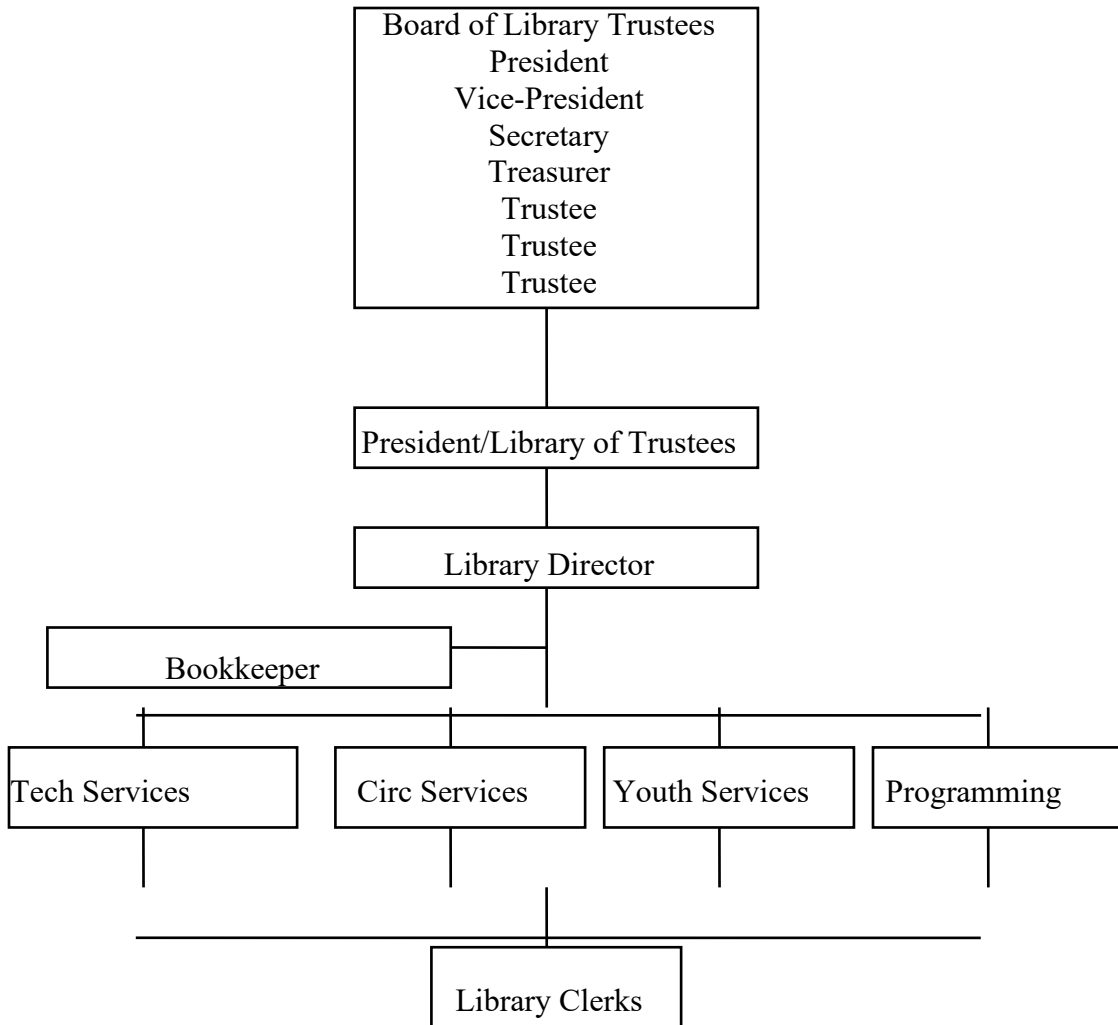 Board of Library Trustees
President
Vice-President
Secretary
Treasurer
Trustee
Trustee
Trustee
President/Library of Trustees
Library Director
Bookkeeper
Tech Services
Circ Services
Youth Services
Programming
Library Clerks